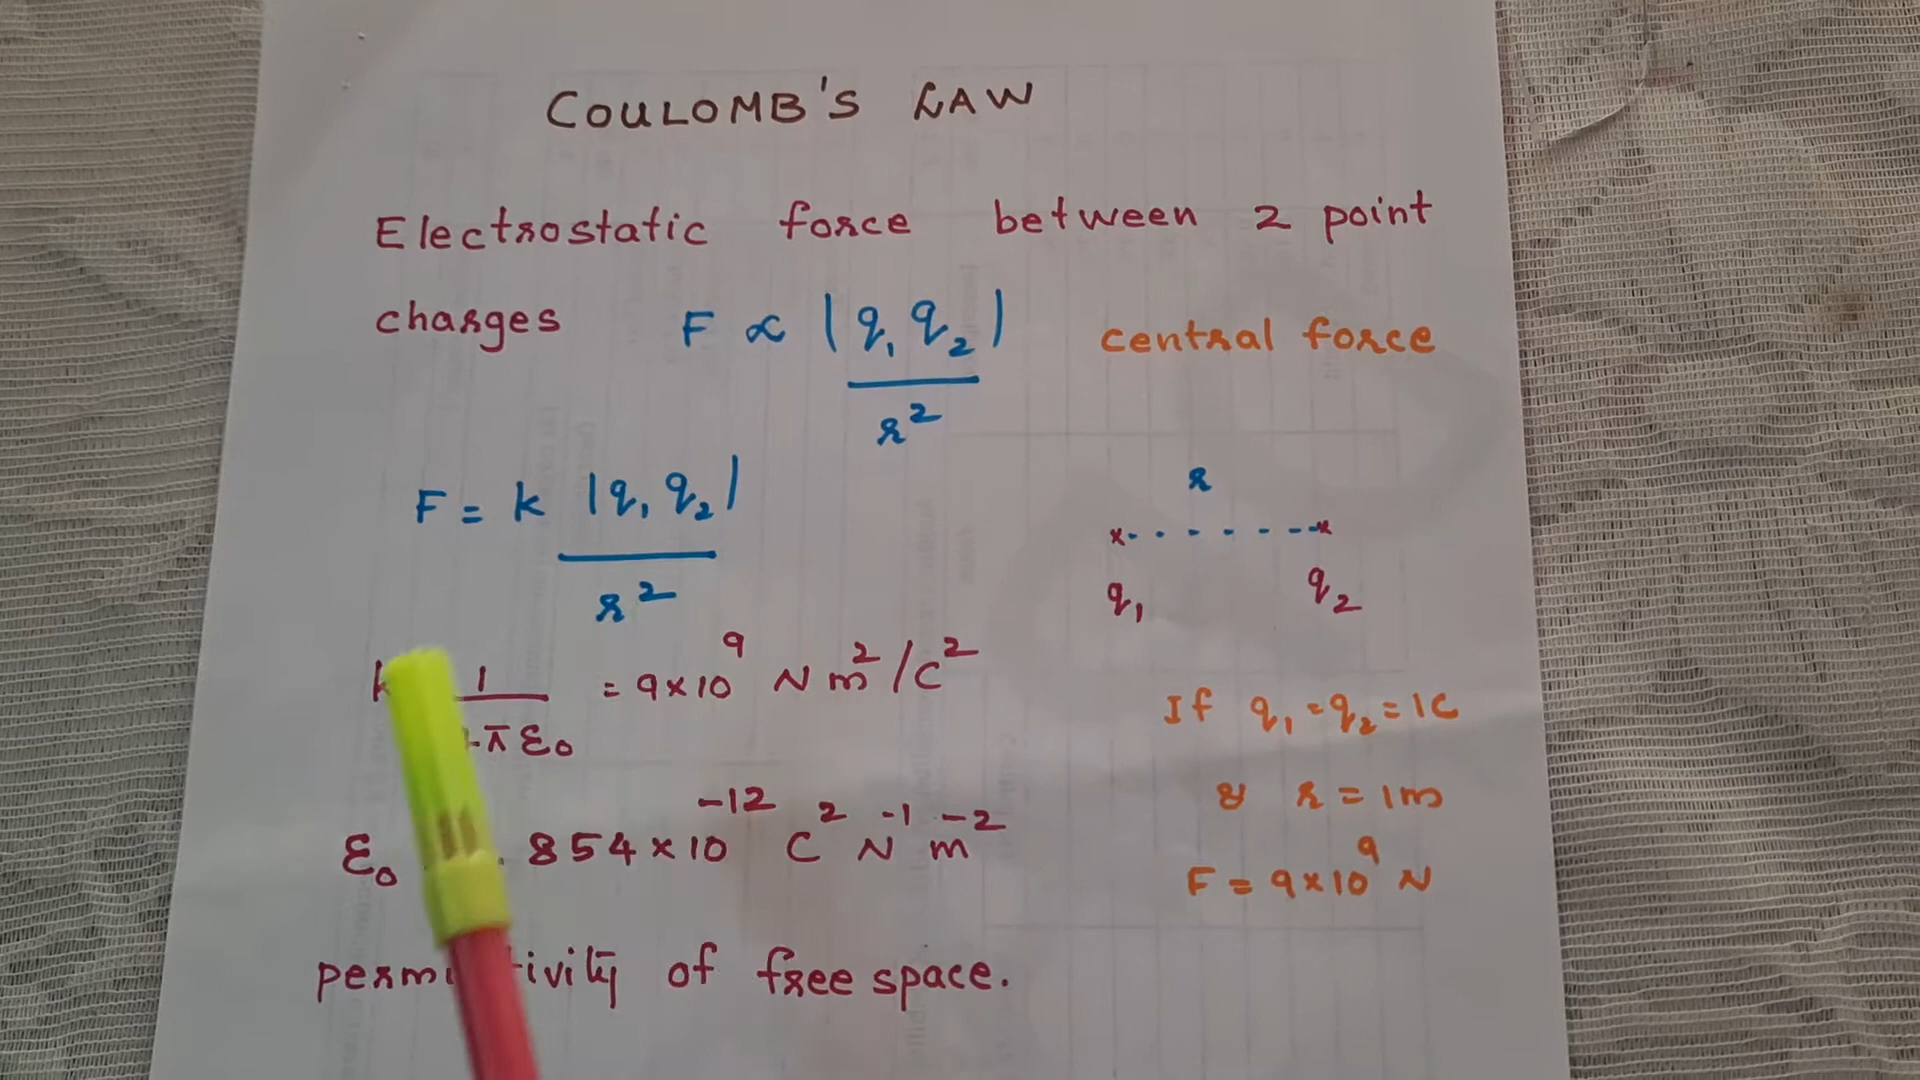 COULOMB'S LAW
Electrostatic force between 2 point
charges F ∝ |q₁ q₂| / r² central force
F = k |q₁ q₂| / r²
r
q₁ q₂
k 1 / πε₀ = 9×10⁹ N m²/C²
If q₁ = q₂ = 1C
& r = 1m
F = 9×10⁹ N
ε₀ .854×10⁻¹² C² N⁻¹ m⁻²
of free space.